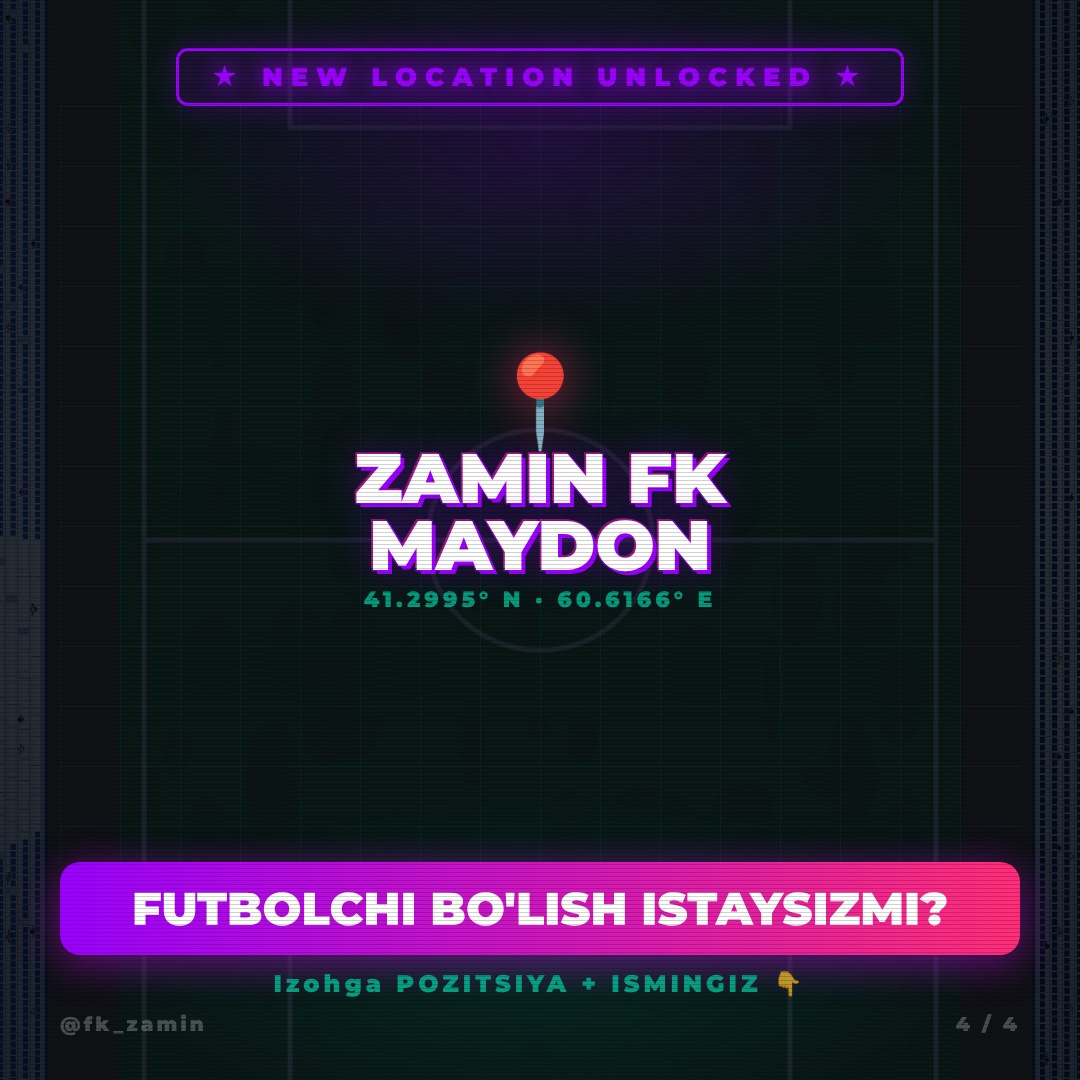 ★ NEW LOCATION UNLOCKED ★
ZAMIN FK
MAYDON
41.2995° N · 60.6166° E
FUTBOLCHI BO'LISH ISTAYSIZMI?
Izohga POZITSIYA + ISMINGIZ 👇
@fk_zamin
4 / 4